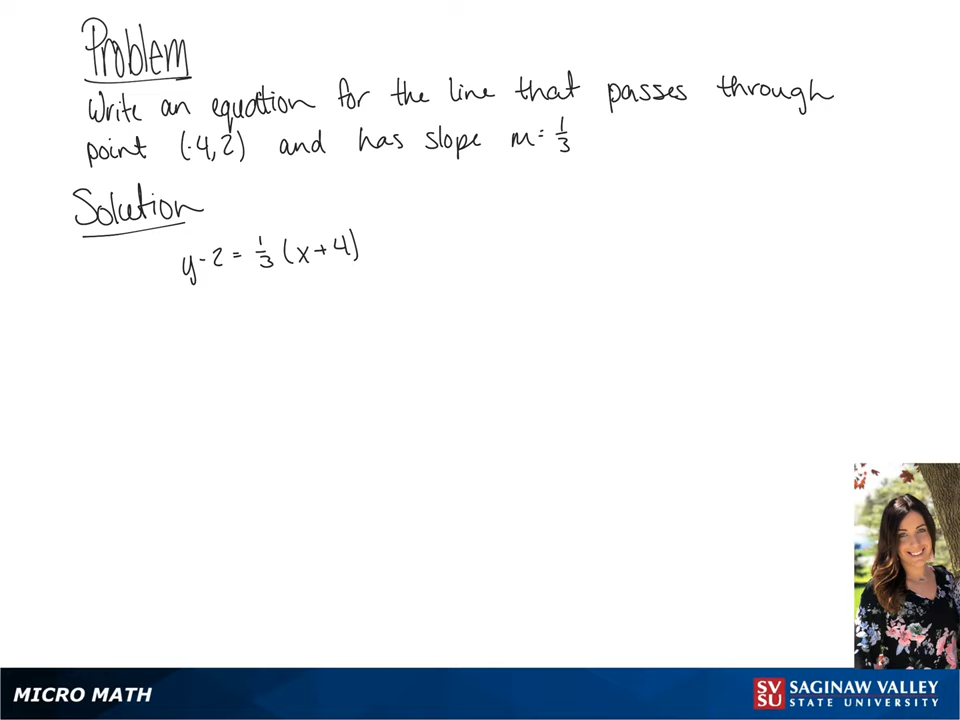 Problem
Write an equation for the line that passes through
point (-4,2) and has slope m = 1/3
Solution
y - 2 = 1/3 (x + 4)
MICRO MATH
SV SU SAGINAW VALLEY
STATE UNIVERSITY